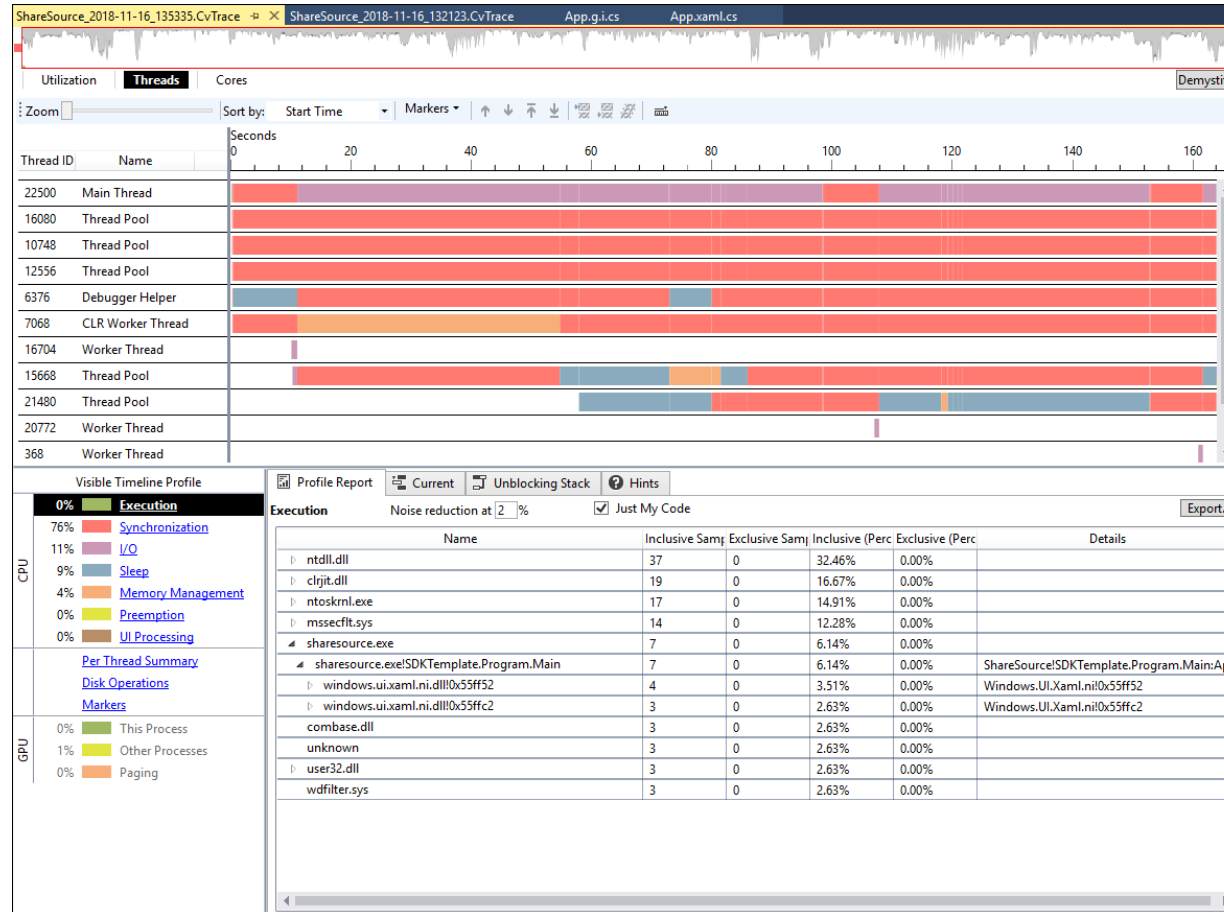 ShareSource_2018-11-16_135335.CvTrace ShareSource_2018-11-16_132123.CvTrace App.g.i.cs App.xaml.cs
Utilization Threads Cores
Zoom Sort by: Start Time Markers
Seconds
Thread ID Name 0 20 40 60 80 100 120 140 160
22500 Main Thread
16080 Thread Pool
10748 Thread Pool
12556 Thread Pool
6376 Debugger Helper
7068 CLR Worker Thread
16704 Worker Thread
15668 Thread Pool
21480 Thread Pool
20772 Worker Thread
368 Worker Thread
Visible Timeline Profile
CPU
0% Execution
76% Synchronization
11% I/O
9% Sleep
4% Memory Management
0% Preemption
0% UI Processing
Per Thread Summary
Disk Operations
Markers
GPU
0% This Process
1% Other Processes
0% Paging
Profile Report Current Unblocking Stack Hints
Execution Noise reduction at 2 % Just My Code Export.
Name Inclusive Exclusive Inclusive (Perc Exclusive (Perc Details
ntdll.dll 37 0 32.46% 0.00%
clrjit.dll 19 0 16.67% 0.00%
ntoskrnl.exe 17 0 14.91% 0.00%
mssecflt.sys 14 0 12.28% 0.00%
sharesource.exe 7 0 6.14% 0.00%
sharesource.exe!SDKTemplate.Program.Main 7 0 6.14% 0.00% ShareSource!SDKTemplate.Program.Main:Ap
windows.ui.xaml.ni.dll!0x55ff52 4 0 3.51% 0.00% Windows.UI.Xaml.ni!0x55ff52
windows.ui.xaml.ni.dll!0x55ffc2 3 0 2.63% 0.00% Windows.UI.Xaml.ni!0x55ffc2
combase.dll 3 0 2.63% 0.00%
unknown 3 0 2.63% 0.00%
user32.dll 3 0 2.63% 0.00%
wdfilter.sys 3 0 2.63% 0.00%